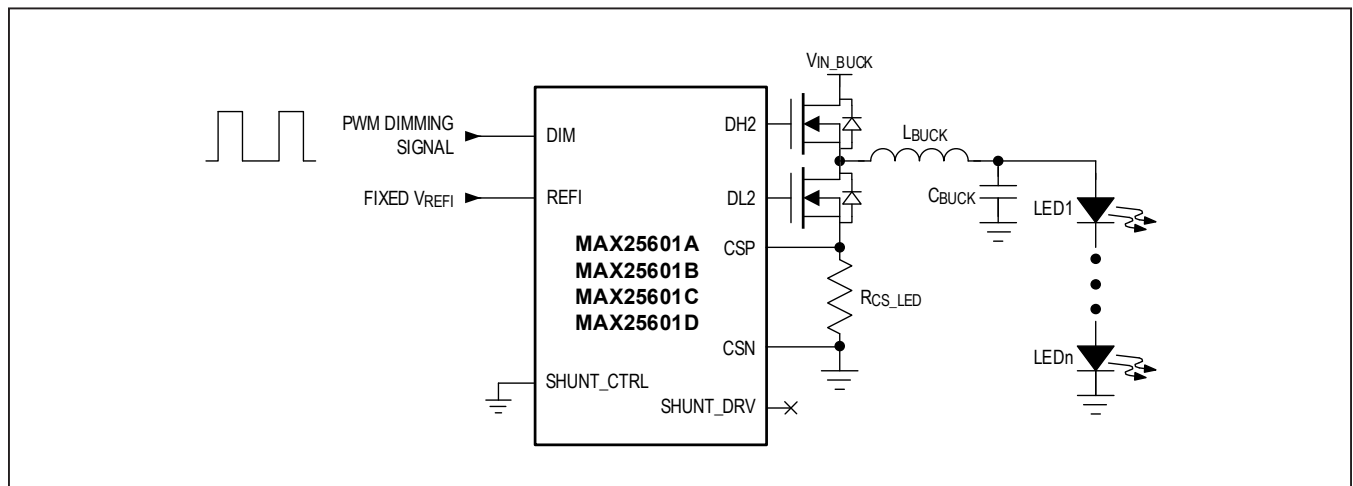 VIN_BUCK
PWM DIMMING
SIGNAL
DIM
DH2
LBUCK
FIXED VREFI
REFI
DL2
CBUCK
LED1
MAX25601A
MAX25601B
MAX25601C
MAX25601D
CSP
RCS_LED
CSN
LEDn
SHUNT_CTRL
SHUNT_DRV